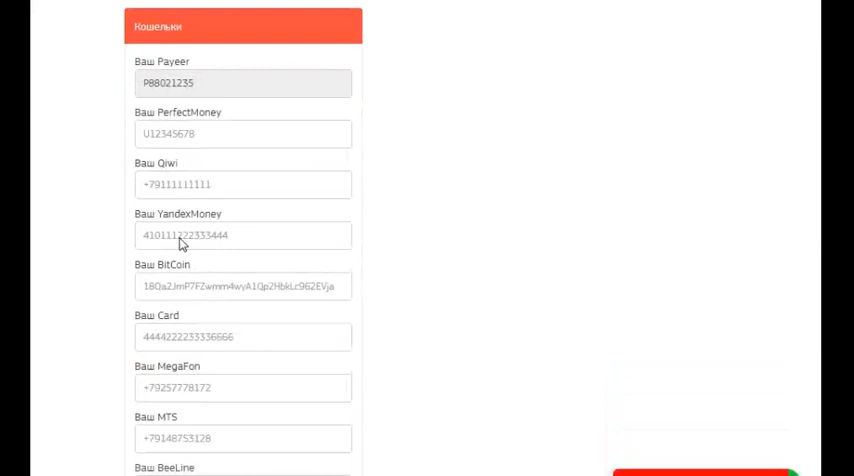 Кошельки
Ваш Payeer
P88021235
Ваш PerfectMoney
U12345678
Ваш Qiwi
+79111111111
Ваш YandexMoney
410111222333444
Ваш BitCoin
18Qa2JmP7FZwmm4wyA1Qp2HbkLc962EVja
Ваш Card
4444222233336666
Ваш MegaFon
+79257778172
Ваш MTS
+79148753128
Ваш BeeLine